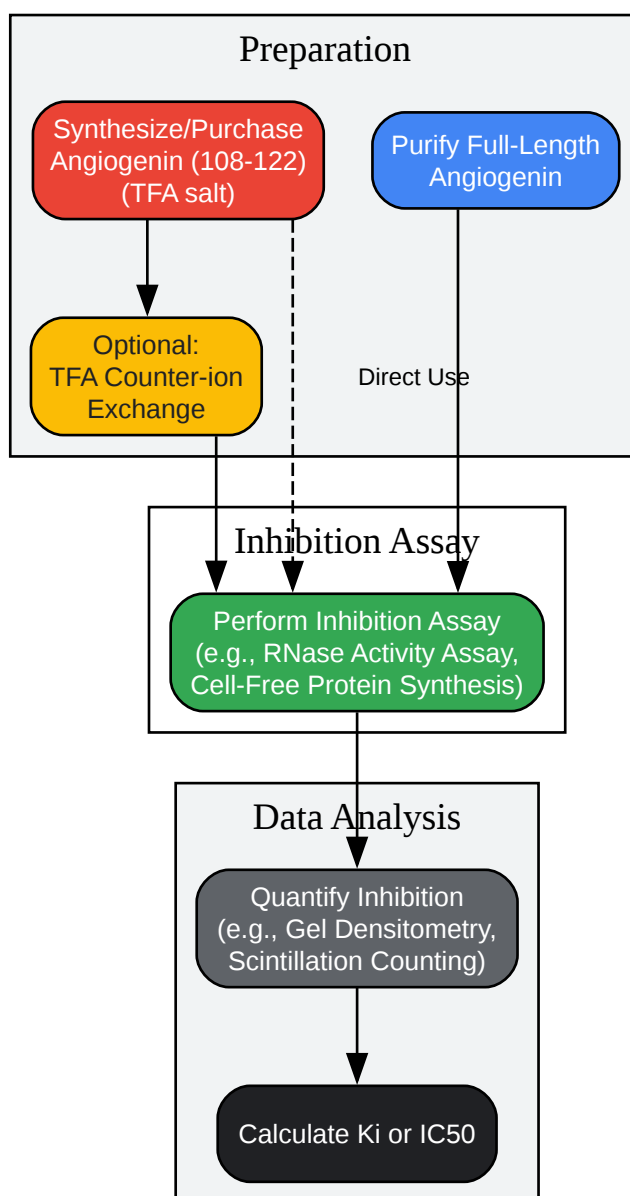 Preparation
Synthesize/Purchase
Angiogenin (108-122)
(TFA salt)
Purify Full-Length
Angiogenin
Optional:
TFA Counter-ion
Exchange
Direct Use
Inhibition Assay
Perform Inhibition Assay
(e.g., RNase Activity Assay,
Cell-Free Protein Synthesis)
Data Analysis
Quantify Inhibition
(e.g., Gel Densitometry,
Scintillation Counting)
Calculate Ki or IC50